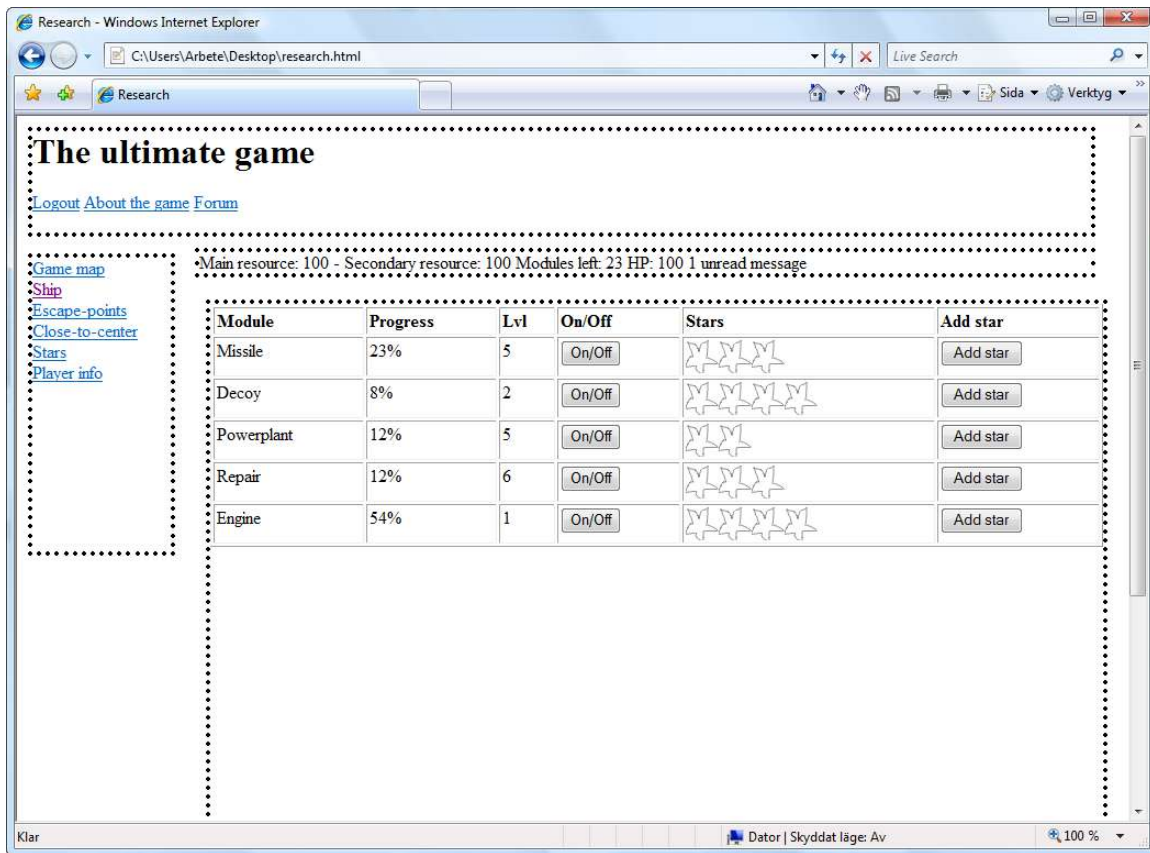 Research - Windows Internet Explorer
C:\Users\Arbete\Desktop\research.html
Live Search
Research
Sida
Verktyg
The ultimate game
Logout About the game Forum
Game map
Ship
Escape-points
Close-to-center
Stars
Player info
Main resource: 100 - Secondary resource: 100 Modules left: 23 HP: 100 1 unread message
Module Progress Lvl On/Off Stars Add star
Missile 23% 5 On/Off Add star
Decoy 8% 2 On/Off Add star
Powerplant 12% 5 On/Off Add star
Repair 12% 6 On/Off Add star
Engine 54% 1 On/Off Add star
Klar
Dator | Skyddat läge: Av
100 %